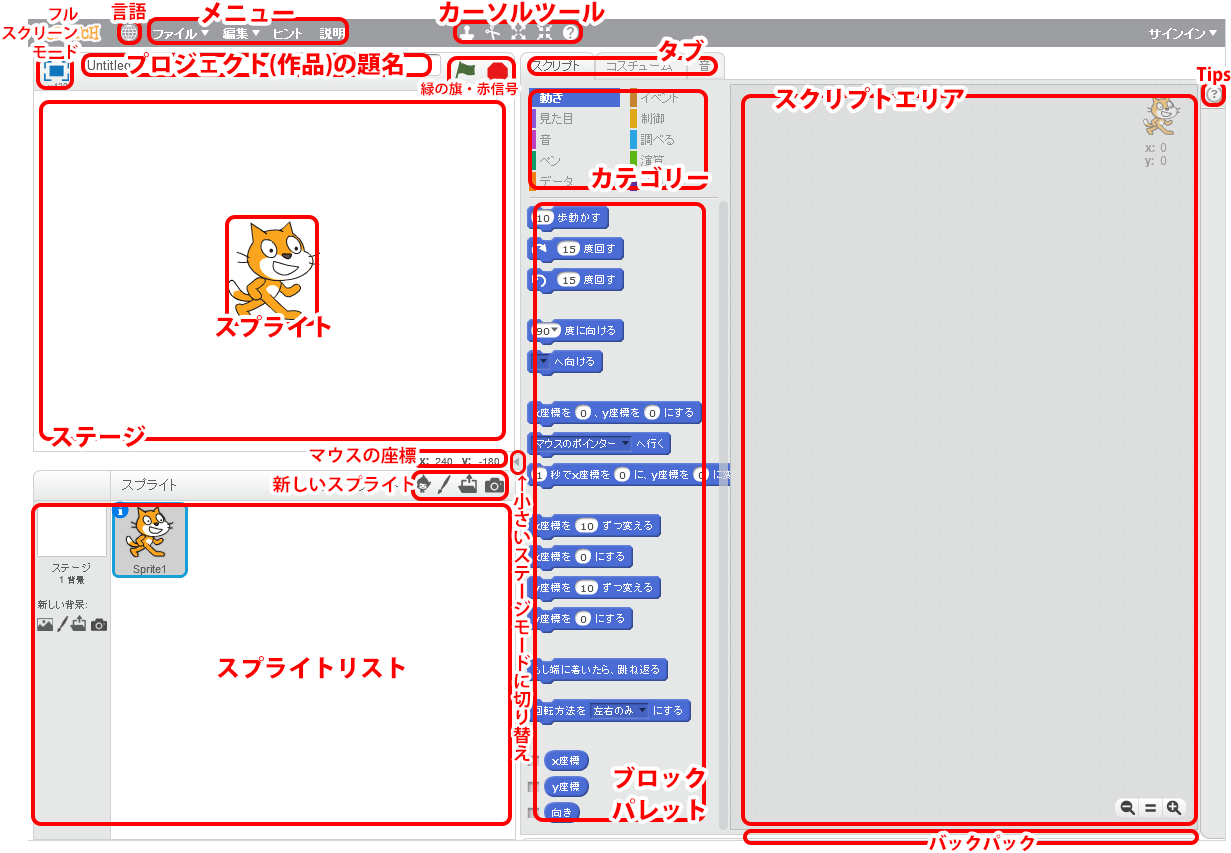 フル
スクリーン
モード
言語
メニュー
カーソルツール
ファイル▼ 編集▼ ヒント 説明
サインイン▼
Untitled
プロジェクト(作品)の題名
緑の旗・赤信号
タブ
スクリプト コスチューム 音
Tips
動き イベント
見た目 制御
音 調べる
ペン 演算
データ
カテゴリー
スクリプトエリア
x: 0
y: 0
10 歩動かす
15 度回す
15 度回す
90▼ 度に向ける
▼ へ向ける
x座標を 0 、y座標を 0 にする
マウスのポインター ▼ へ行く
1 秒でx座標を 0 に、y座標を 0 に変
x座標を 10 ずつ変える
x座標を 0 にする
y座標を 10 ずつ変える
y座標を 0 にする
もし端に着いたら、跳ね返る
回転方法を 左右のみ ▼ にする
x座標
y座標
向き
ブロック
パレット
スプライト
ステージ
マウスの座標
x: 240 y: -180
スプライト
新しいスプライト
↑小さいステージモードに切り替え
ステージ
1 背景
新しい背景:
Sprite1
スプライトリスト
バックパック